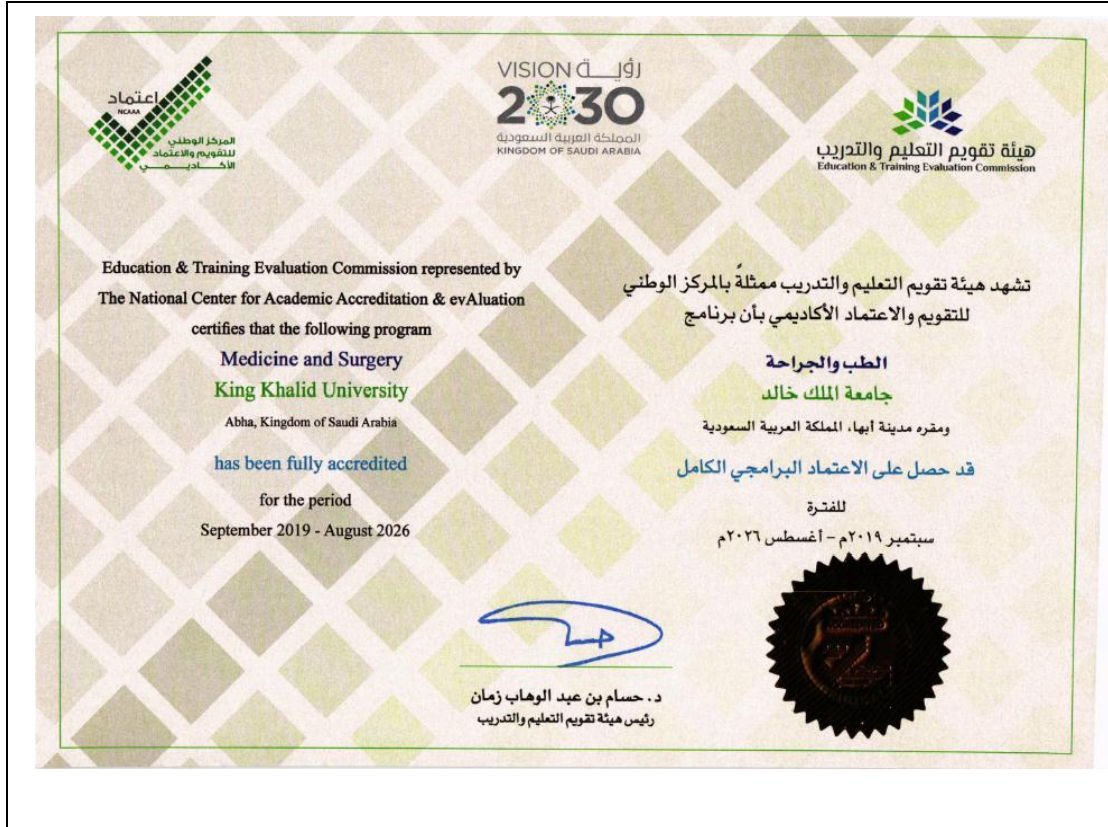 اعتماد
NCAAA
المركز الوطني
للتقويم والاعتماد
الأكاديمي
VISION رؤية
2030
المملكة العربية السعودية
KINGDOM OF SAUDI ARABIA
هيئة تقويم التعليم والتدريب
Education & Training Evaluation Commission
Education & Training Evaluation Commission represented by
The National Center for Academic Accreditation & evAluation
certifies that the following program
Medicine and Surgery
King Khalid University
Abha, Kingdom of Saudi Arabia
has been fully accredited
for the period
September 2019 - August 2026
تشهد هيئة تقويم التعليم والتدريب ممثلةً بالمركز الوطني
للتقويم والاعتماد الأكاديمي بأن برنامج
الطب والجراحة
جامعة الملك خالد
ومقره مدينة أبها، المملكة العربية السعودية
قد حصل على الاعتماد البرامجي الكامل
للفترة
سبتمبر ٢٠١٩م – أغسطس ٢٠٢٦م
د. حسام بن عبد الوهاب زمان
رئيس هيئة تقويم التعليم والتدريب